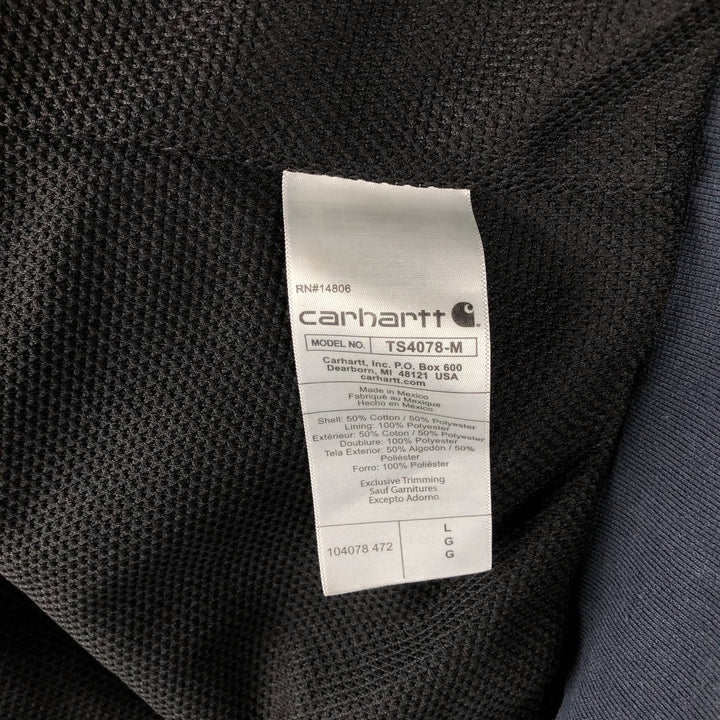 RN#14806
carhartt
MODEL NO. TS4078-M
Carhartt, Inc. P.O. Box 600
Dearborn, MI 48121 USA
carhartt.com
Made in Mexico
Fabriqué au Mexique
Hecho en México
Shell: 50% Cotton / 50% Polyester
Lining: 100% Polyester
Extérieur: 50% Coton / 50% Polyester
Doublure: 100% Polyester
Tela Exterior: 50% Algodón / 50%
Poliéster
Forro: 100% Poliéster
Exclusive Trimming
Sauf Garnitures
Excepto Adorno
104078 472
L
G
G